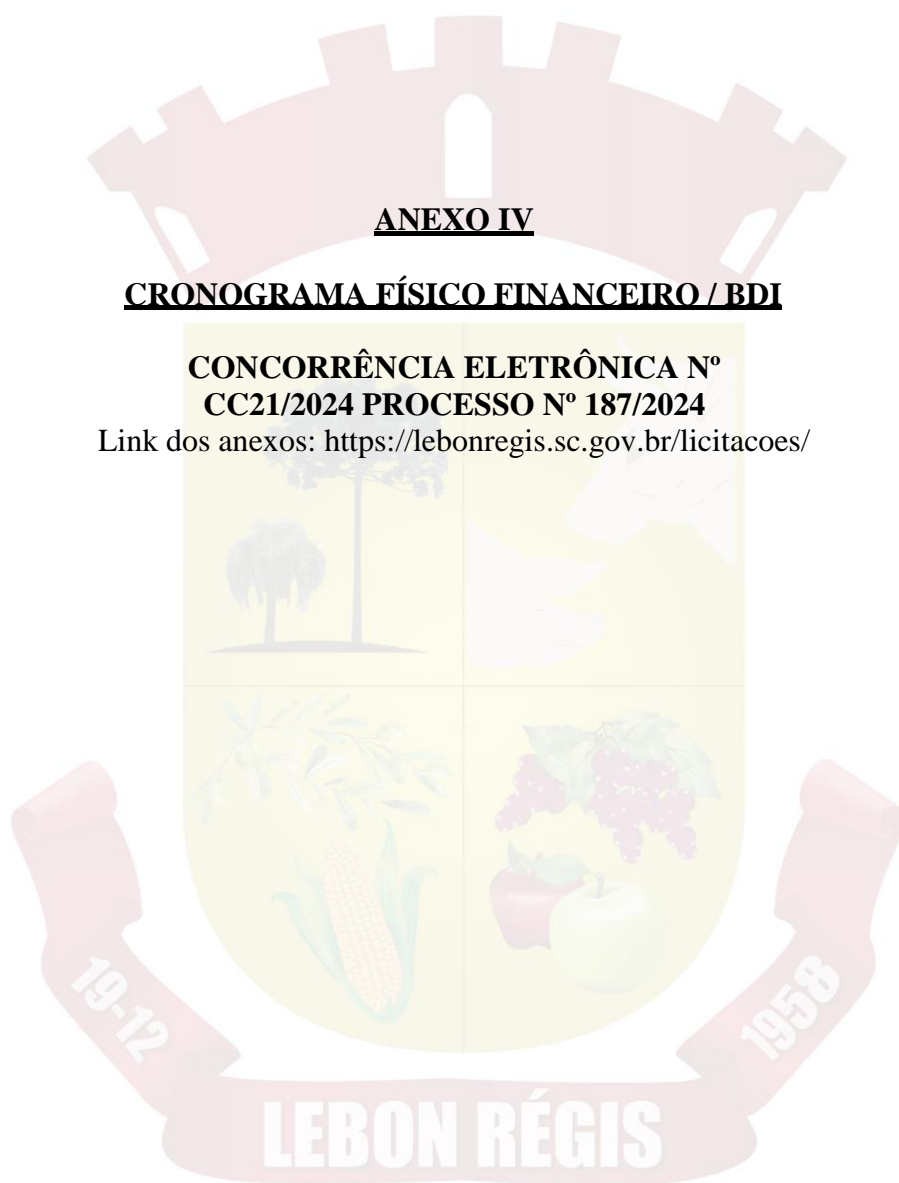 ANEXO IV
CRONOGRAMA FÍSICO FINANCEIRO / BDI
CONCORRÊNCIA ELETRÔNICA Nº
CC21/2024 PROCESSO Nº 187/2024
Link dos anexos: https://lebonregis.sc.gov.br/licitacoes/
19-12
1958
LEBON RÉGIS